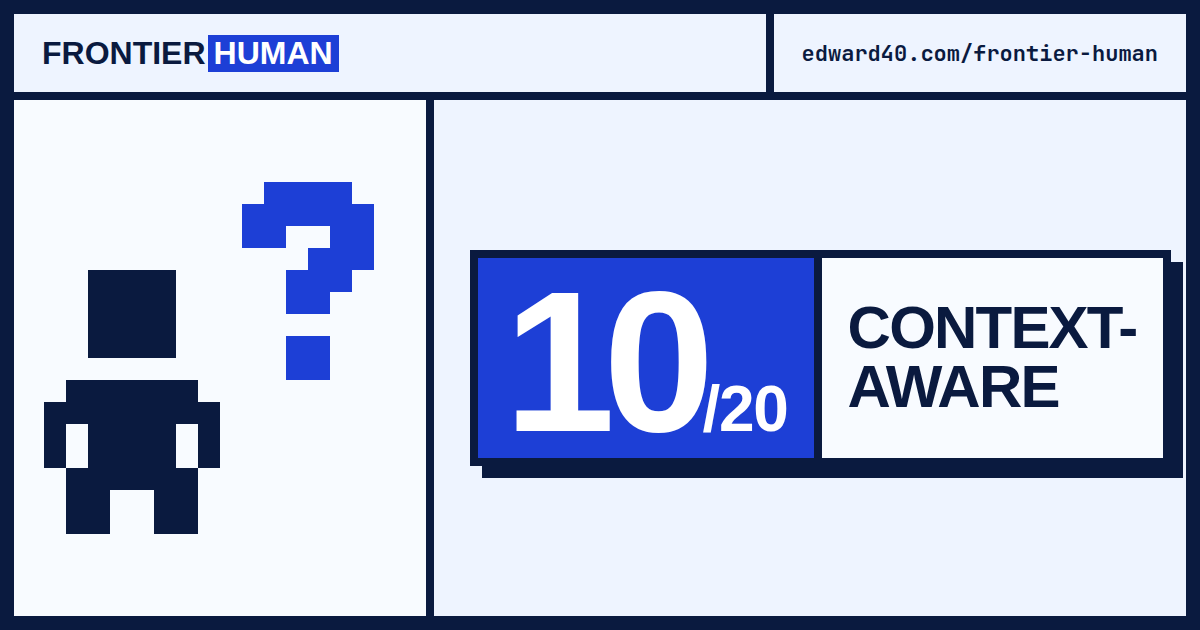 FRONTIER HUMAN
edward40.com/frontier-human
?
10/20
CONTEXT-
AWARE